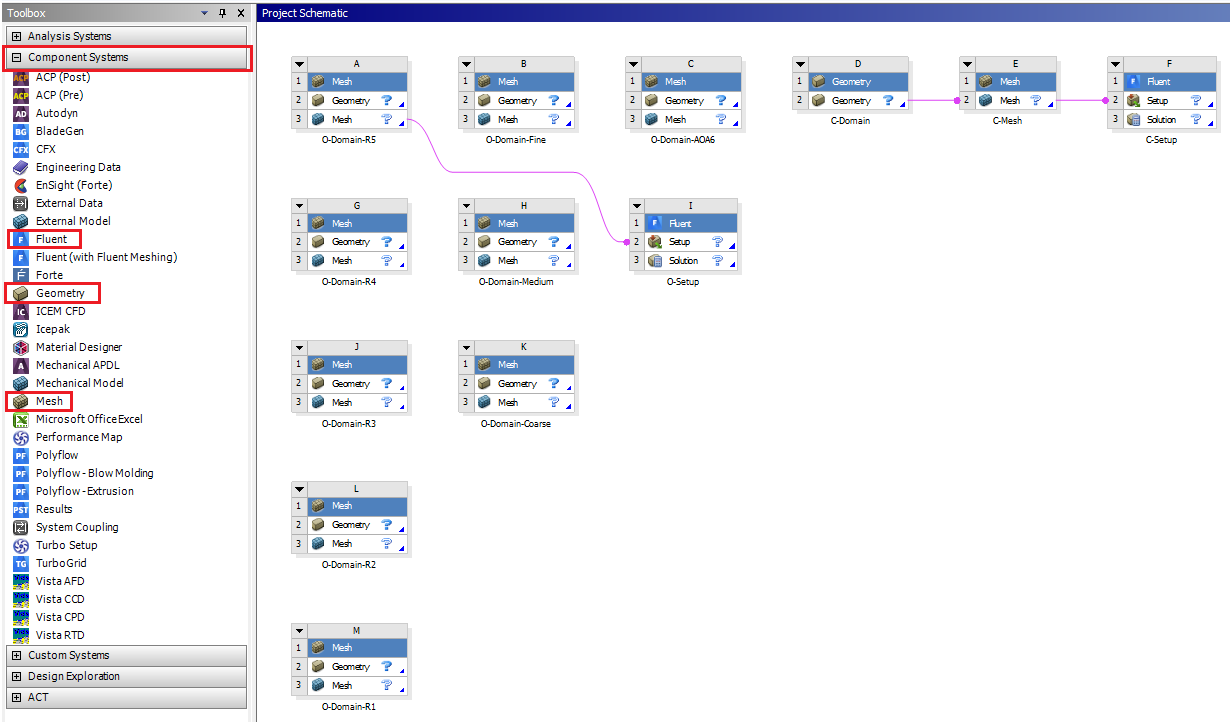 Toolbox
Analysis Systems
Component Systems
ACP (Post)
ACP (Pre)
Autodyn
BladeGen
CFX
Engineering Data
EnSight (Forte)
External Data
External Model
Fluent
Fluent (with Fluent Meshing)
Forte
Geometry
ICEM CFD
Icepak
Material Designer
Mechanical APDL
Mechanical Model
Mesh
Microsoft Office Excel
Performance Map
Polyflow
Polyflow - Blow Molding
Polyflow - Extrusion
Results
System Coupling
Turbo Setup
TurboGrid
Vista AFD
Vista CCD
Vista CPD
Vista RTD
Custom Systems
Design Exploration
ACT
Project Schematic
A
1 Mesh
2 Geometry ?
3 Mesh ?
O-Domain-R5
B
1 Mesh
2 Geometry ?
3 Mesh ?
O-Domain-Fine
C
1 Mesh
2 Geometry ?
3 Mesh ?
O-Domain-AOA6
D
1 Geometry
2 Geometry ?
C-Domain
E
1 Mesh
2 Mesh ?
C-Mesh
F
1 Fluent
2 Setup ?
3 Solution ?
C-Setup
G
1 Mesh
2 Geometry ?
3 Mesh ?
O-Domain-R4
H
1 Mesh
2 Geometry ?
3 Mesh ?
O-Domain-Medium
I
1 Fluent
2 Setup ?
3 Solution ?
O-Setup
J
1 Mesh
2 Geometry ?
3 Mesh ?
O-Domain-R3
K
1 Mesh
2 Geometry ?
3 Mesh ?
O-Domain-Coarse
L
1 Mesh
2 Geometry ?
3 Mesh ?
O-Domain-R2
M
1 Mesh
2 Geometry ?
3 Mesh ?
O-Domain-R1